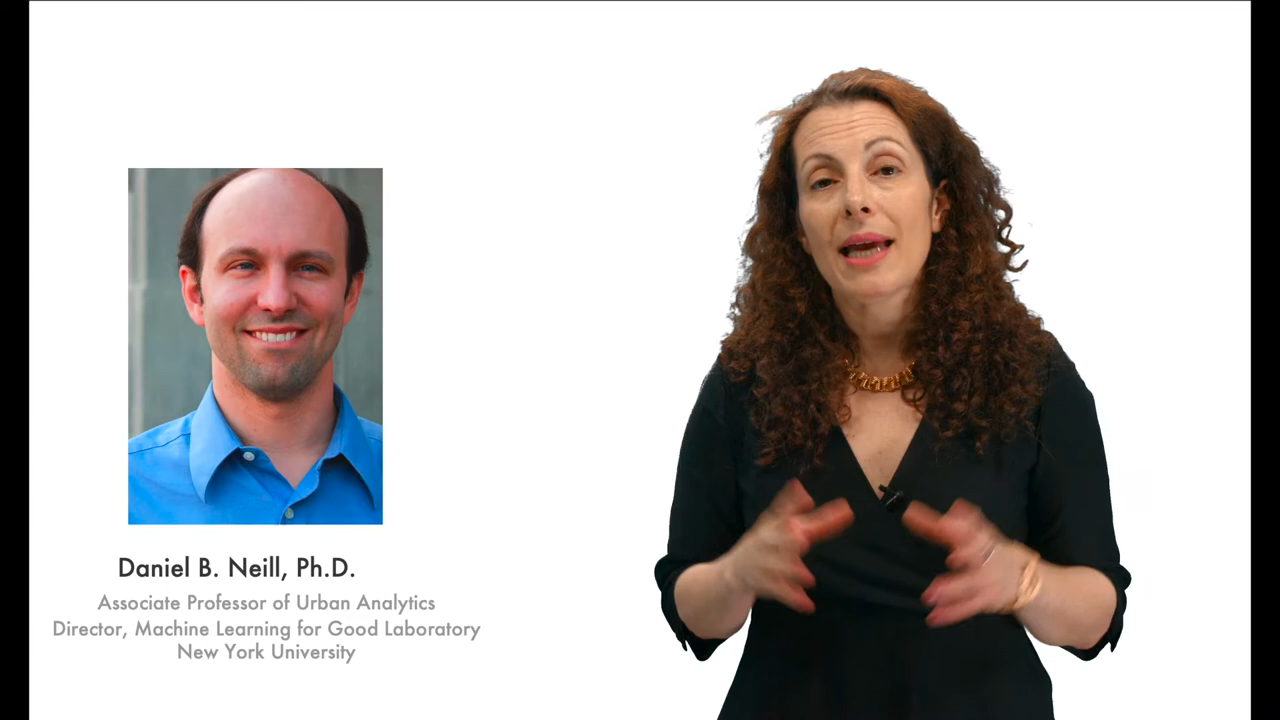 Daniel B. Neill, Ph.D.
Associate Professor of Urban Analytics
Director, Machine Learning for Good Laboratory
New York University